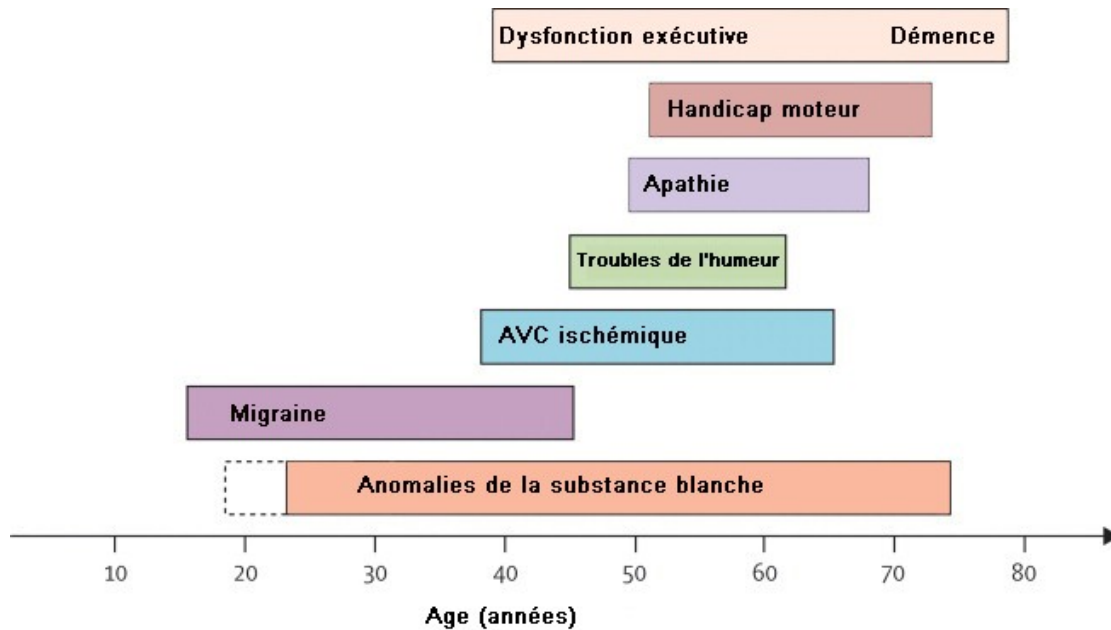 Dysfonction exécutive Démence
Handicap moteur
Apathie
Troubles de l'humeur
AVC ischémique
Migraine
Anomalies de la substance blanche
10 20 30 40 50 60 70 80
Age (années)